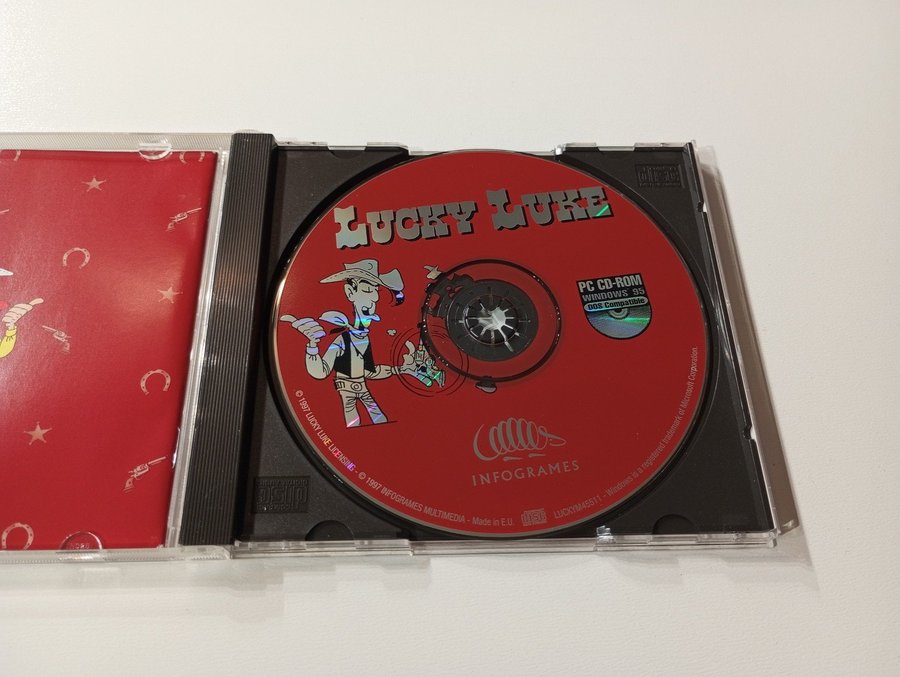 LUCKY LUKE
PC CD-ROM
WINDOWS 95
DOS Compatible
INFOGRAMES
© 1997 LUCKY LUKE LICENSING - © 1997 INFOGRAMES MULTIMEDIA - Made in E.U. LUCKYM45511 - Windows is a registered trademark of Microsoft Corporation